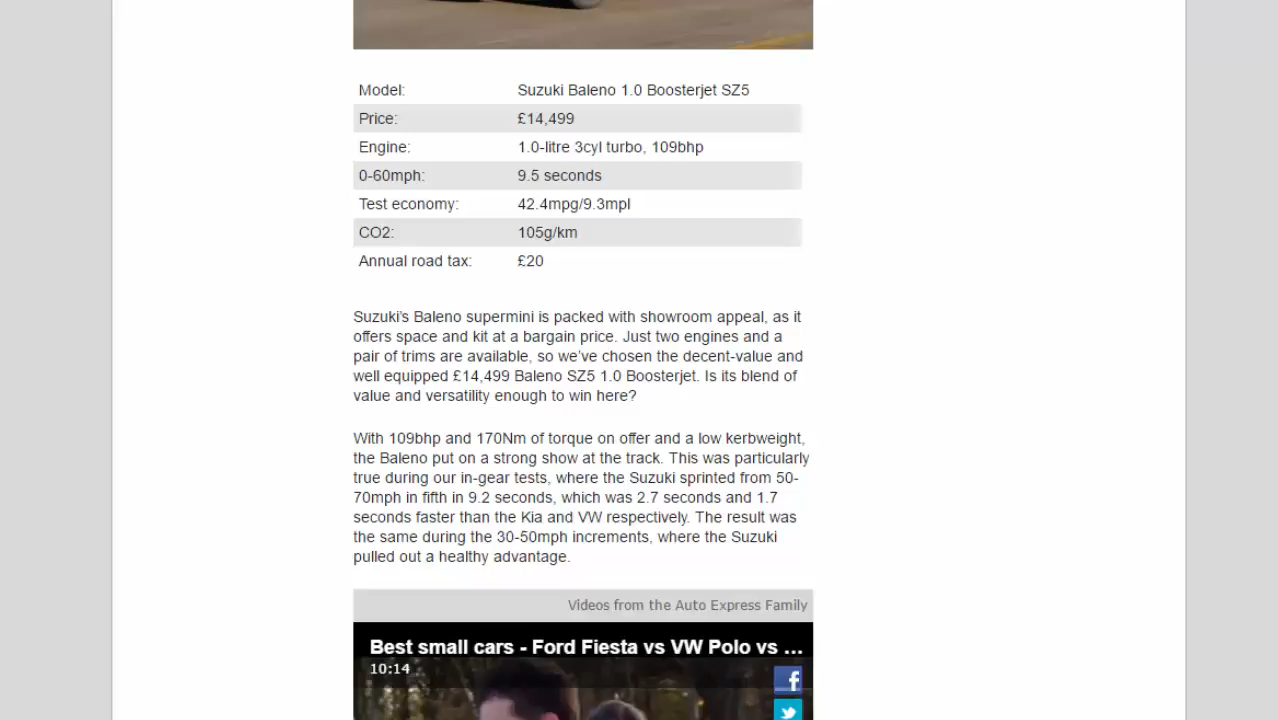 Model: Suzuki Baleno 1.0 Boosterjet SZ5
Price: £14,499
Engine: 1.0-litre 3cyl turbo, 109bhp
0-60mph: 9.5 seconds
Test economy: 42.4mpg/9.3mpl
CO2: 105g/km
Annual road tax: £20
Suzuki’s Baleno supermini is packed with showroom appeal, as it
offers space and kit at a bargain price. Just two engines and a
pair of trims are available, so we’ve chosen the decent-value and
well equipped £14,499 Baleno SZ5 1.0 Boosterjet. Is its blend of
value and versatility enough to win here?
With 109bhp and 170Nm of torque on offer and a low kerbweight,
the Baleno put on a strong show at the track. This was particularly
true during our in-gear tests, where the Suzuki sprinted from 50-
70mph in fifth in 9.2 seconds, which was 2.7 seconds and 1.7
seconds faster than the Kia and VW respectively. The result was
the same during the 30-50mph increments, where the Suzuki
pulled out a healthy advantage.
Videos from the Auto Express Family
Best small cars - Ford Fiesta vs VW Polo vs ...
10:14